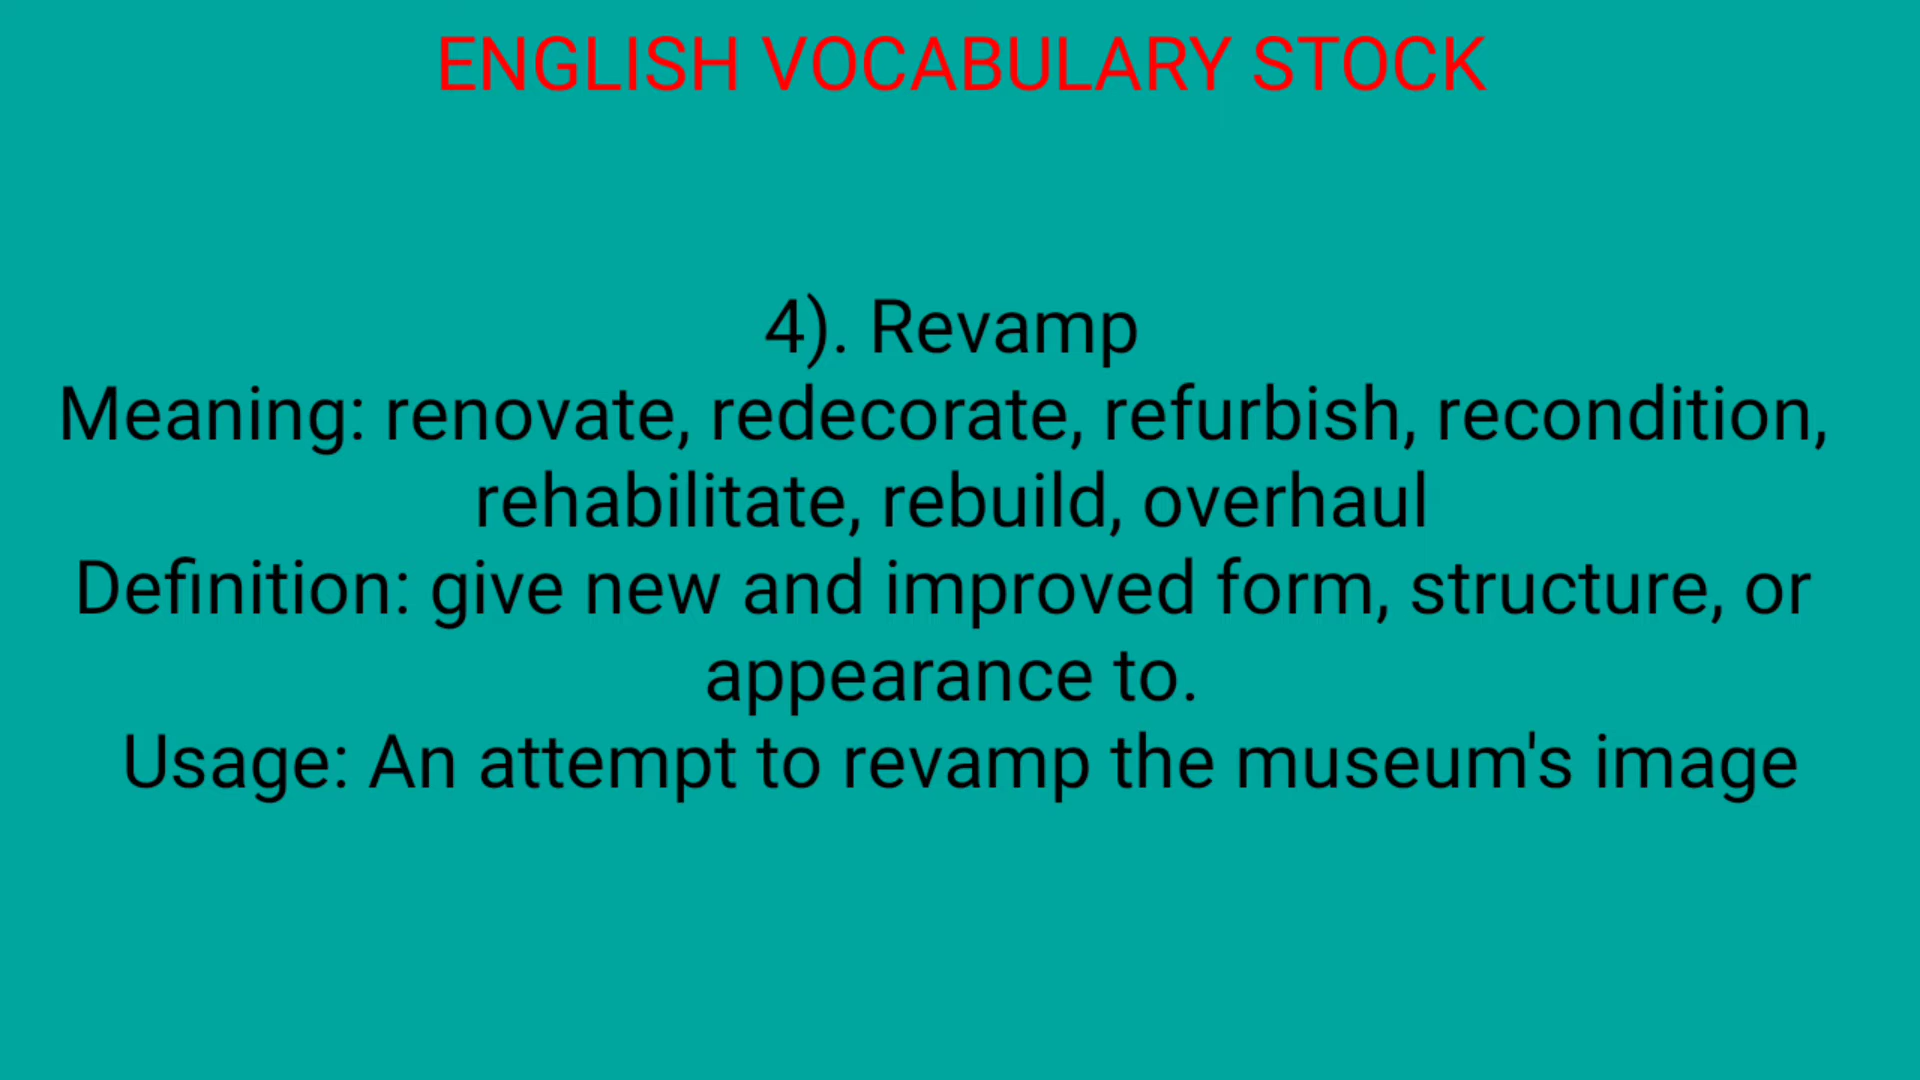 ENGLISH VOCABULARY STOCK
4). Revamp
Meaning: renovate, redecorate, refurbish, recondition,
rehabilitate, rebuild, overhaul
Definition: give new and improved form, structure, or
appearance to.
Usage: An attempt to revamp the museum's image